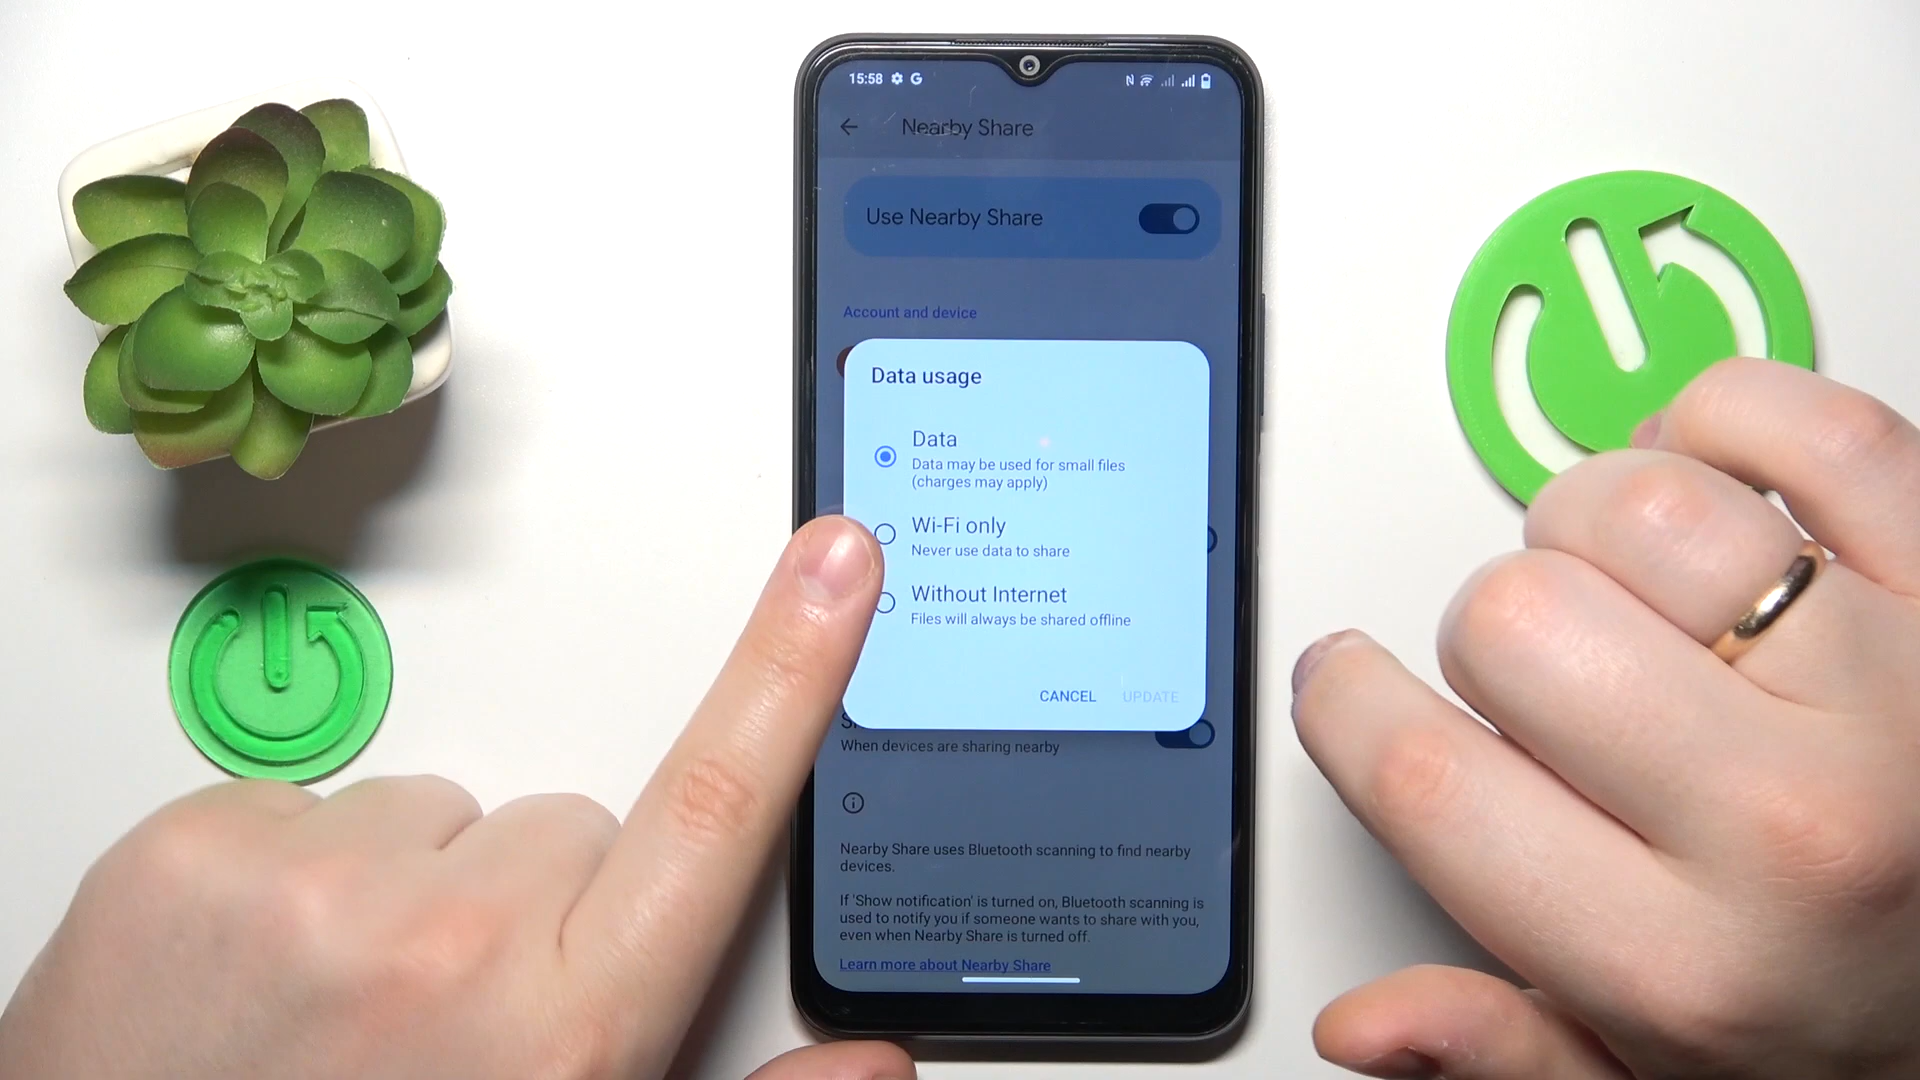 15:58 G
Nearby Share
Use Nearby Share
Account and device
Data usage
Data
Data may be used for small files
(charges may apply)
Wi-Fi only
Never use data to share
Without Internet
Files will always be shared offline
CANCEL UPDATE
When devices are sharing nearby
Nearby Share uses Bluetooth scanning to find nearby
devices.
If 'Show notification' is turned on, Bluetooth scanning is
used to notify you if someone wants to share with you,
even when Nearby Share is turned off.
Learn more about Nearby Share